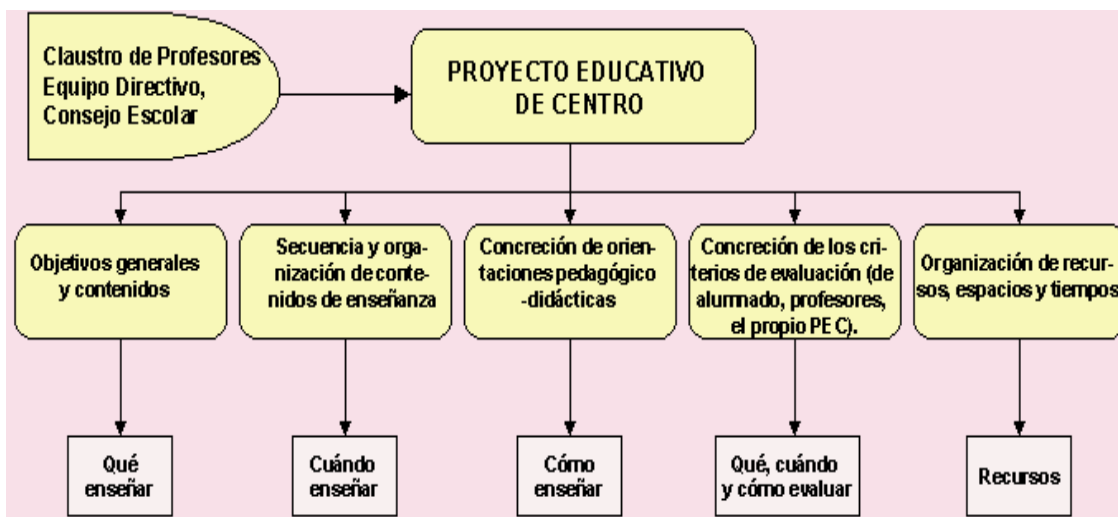 Claustro de Profesores
Equipo Directivo,
Consejo Escolar
PROYECTO EDUCATIVO
DE CENTRO
Objetivos generales
y contenidos
Secuencia y orga-
nización de conte-
nidos de enseñanza
Concreción de orien-
taciones pedagógico
-didácticas
Concreción de los cri-
terios de evaluación (de
alumnado, profesores,
el propio PEC).
Organización de recur-
sos, espacios y tiempos
Qué
enseñar
Cuándo
enseñar
Cómo
enseñar
Qué, cuándo
y cómo evaluar
Recursos